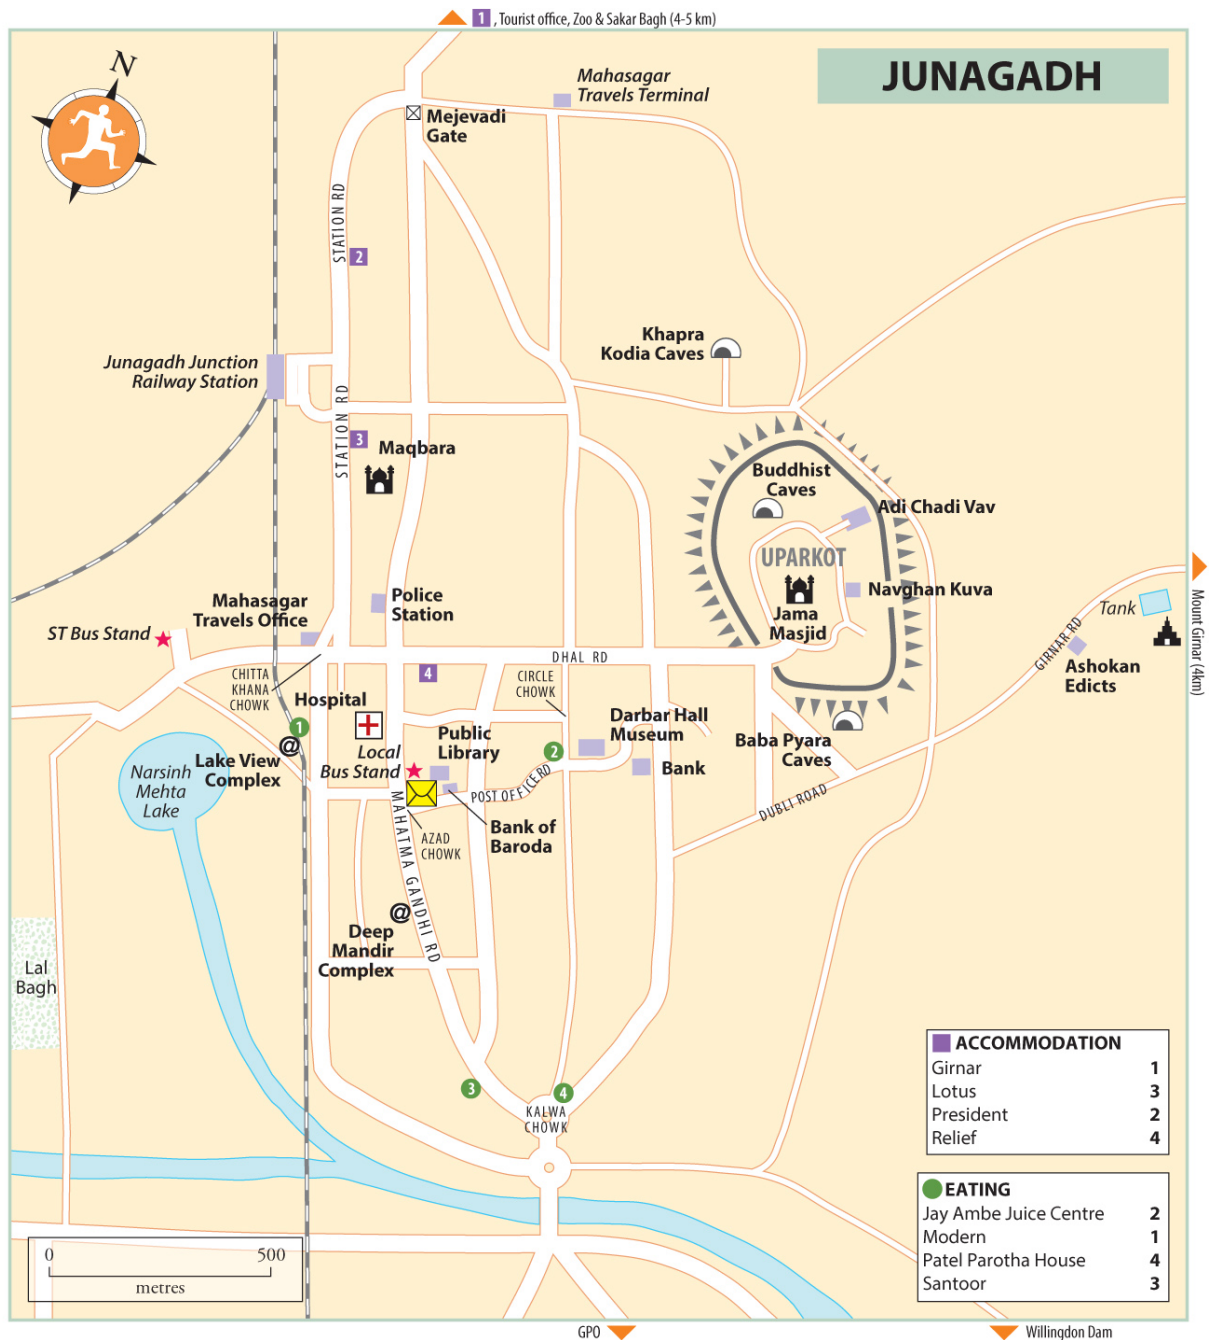 1 , Tourist office, Zoo & Sakar Bagh (4-5 km)
JUNAGADH
N
Mahasagar
Travels Terminal
Mejevadi
Gate
STATION RD
2
Khapra
Kodia Caves
Junagadh Junction
Railway Station
STATION RD
3
Maqbara
Buddhist
Caves
Adi Chadi Vav
UPARKOT
Navghan Kuva
Jama
Masjid
Mahasagar
Travels Office
Police
Station
ST Bus Stand
Tank
Mount Girnar (4km)
GIRNAR RD
Ashokan
Edicts
DHAL RD
4
CHITTA
KHANA
CHOWK
CIRCLE
CHOWK
Hospital
1
@
Lake View
Complex
Local
Bus Stand
Public
Library
2
Darbar Hall
Museum
Bank
Baba Pyara
Caves
Narsinh
Mehta
Lake
POST OFFICE RD
DUBLI ROAD
AZAD
CHOWK
Bank of
Baroda
MAHATMA GANDHI RD
@
Deep
Mandir
Complex
Lal
Bagh
3
4
KALWA
CHOWK
ACCOMMODATION
Girnar 1
Lotus 3
President 2
Relief 4
EATING
Jay Ambe Juice Centre 2
Modern 1
Patel Parotha House 4
Santoor 3
0 500
metres
GPO
Willingdon Dam